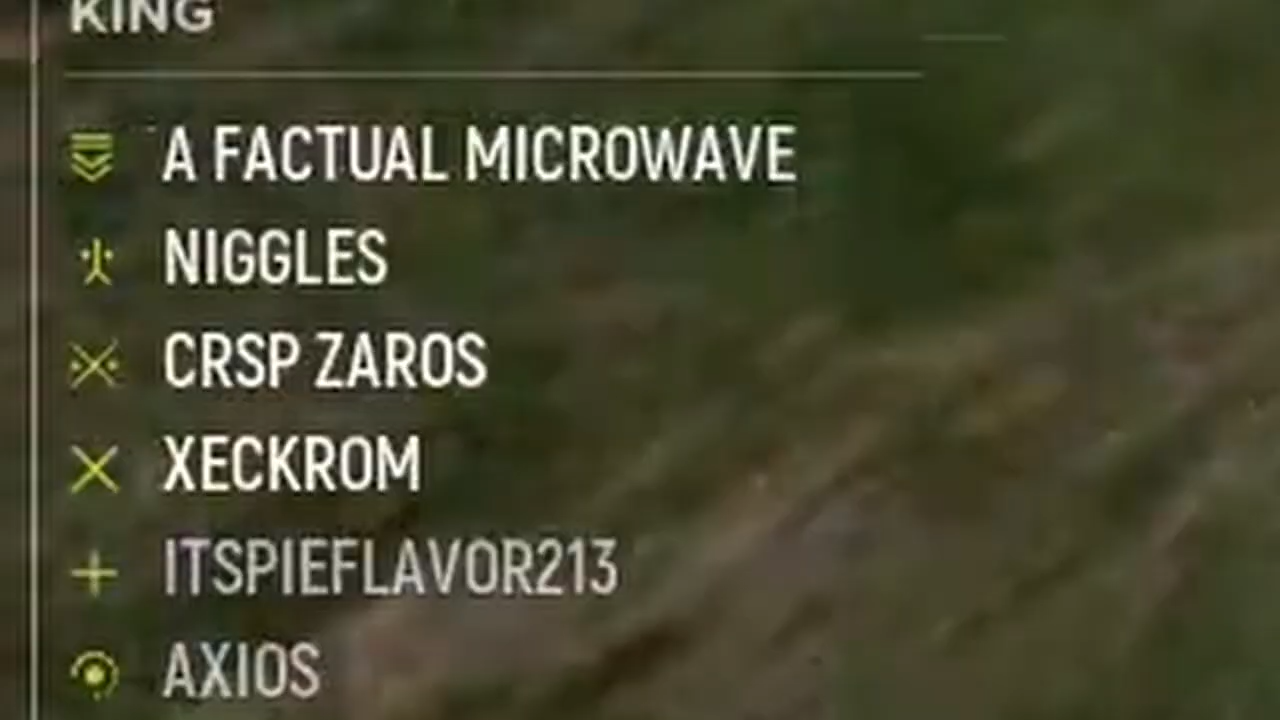 KING
A FACTUAL MICROWAVE
NIGGLES
CRSP ZAROS
XECKROM
ITSPIEFLAVOR213
AXIOS